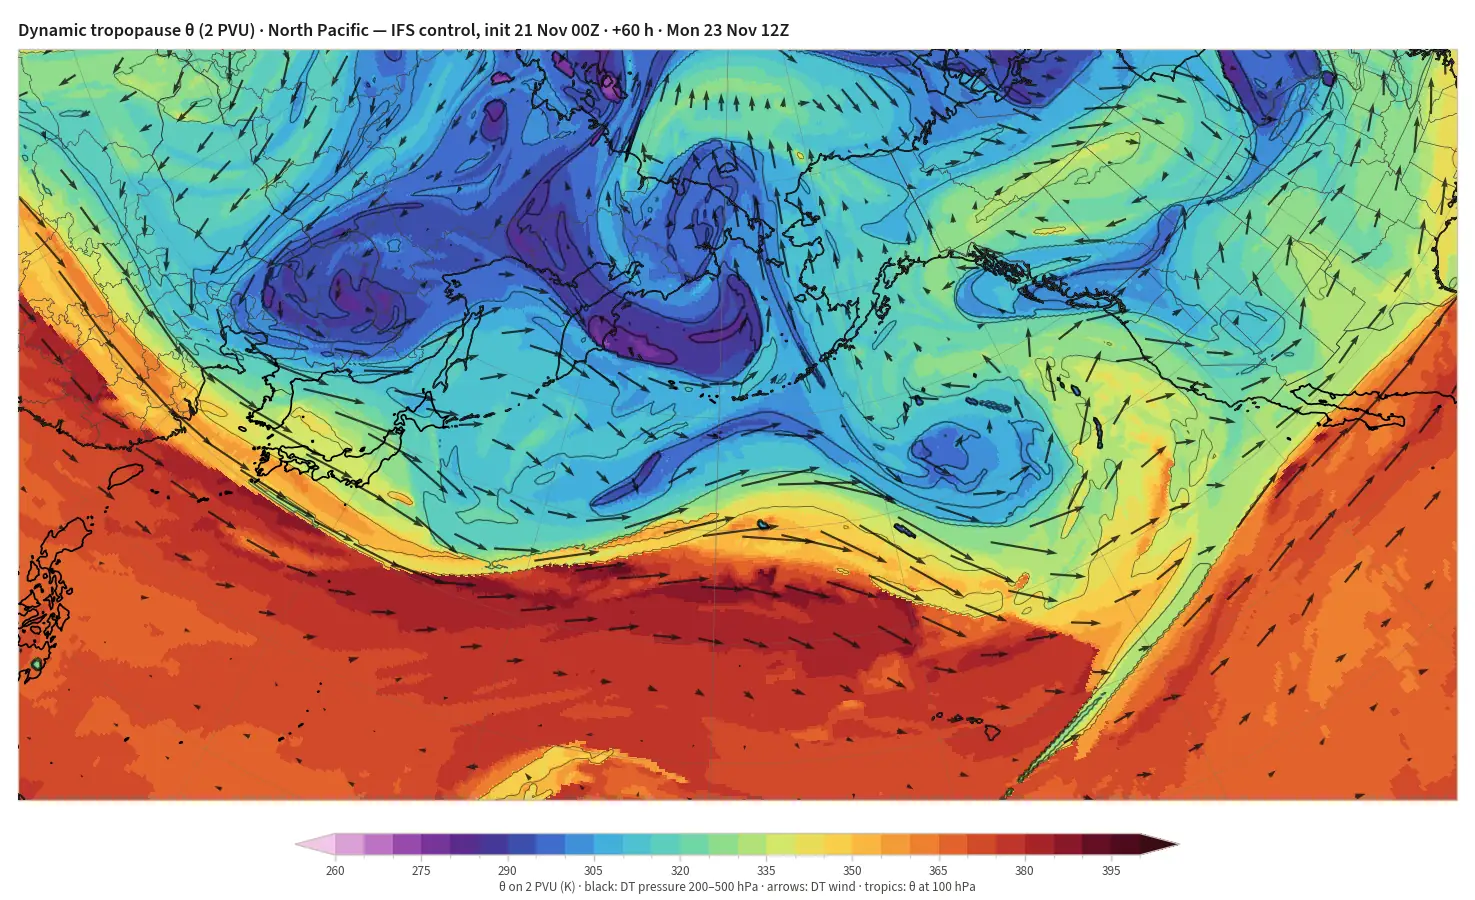 Dynamic tropopause θ (2 PVU) · North Pacific — IFS control, init 21 Nov 00Z · +60 h · Mon 23 Nov 12Z
260 275 290 305 320 335 350 365 380 395
θ on 2 PVU (K) · black: DT pressure 200–500 hPa · arrows: DT wind · tropics: θ at 100 hPa